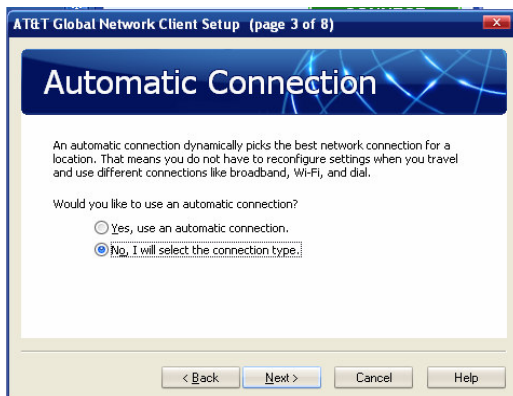 AT&T Global Network Client Setup (page 3 of 8)
Automatic Connection
An automatic connection dynamically picks the best network connection for a
location. That means you do not have to reconfigure settings when you travel
and use different connections like broadband, Wi-Fi, and dial.
Would you like to use an automatic connection?
Yes, use an automatic connection.
No, I will select the connection type.
< Back Next > Cancel Help